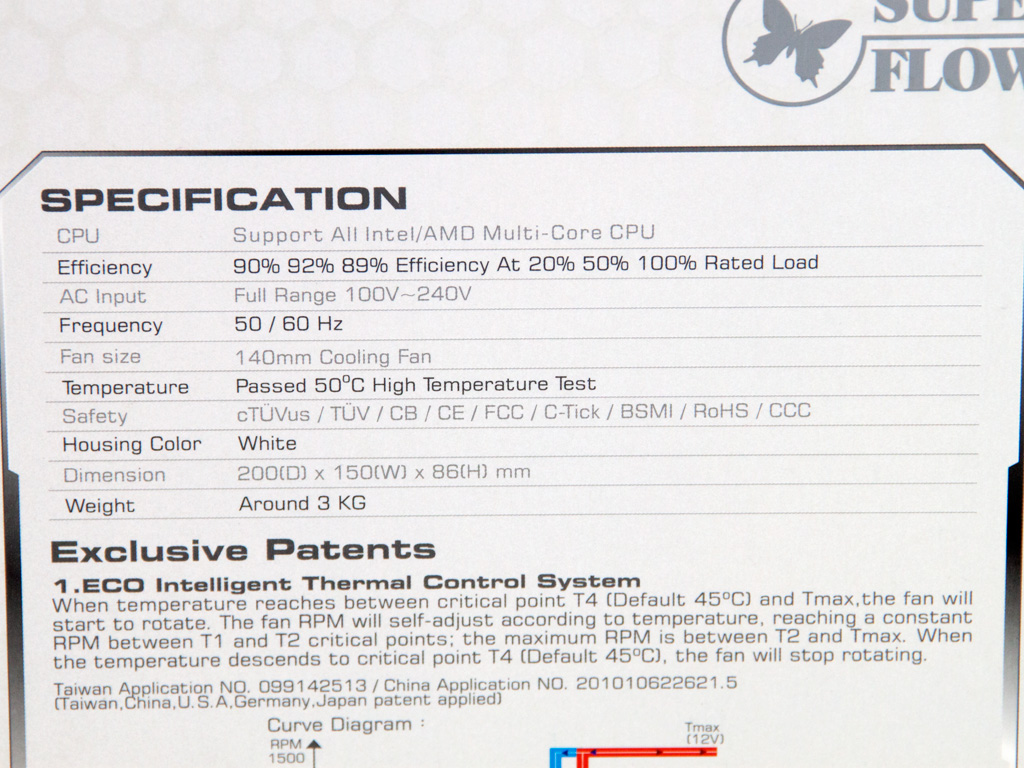 FLOW
SPECIFICATION
CPU Support All Intel/AMD Multi-Core CPU
Efficiency 90% 92% 89% Efficiency At 20% 50% 100% Rated Load
AC Input Full Range 100V~240V
Frequency 50 / 60 Hz
Fan size 140mm Cooling Fan
Temperature Passed 50°C High Temperature Test
Safety cTÜVus / TÜV / CB / CE / FCC / C-Tick / BSMI / RoHS / CCC
Housing Color White
Dimension 200(D) x 150(W) x 86(H) mm
Weight Around 3 KG
Exclusive Patents
1.ECO Intelligent Thermal Control System
When temperature reaches between critical point T4 (Default 45ºC) and Tmax,the fan will
start to rotate. The fan RPM will self-adjust according to temperature, reaching a constant
RPM between T1 and T2 critical points; the maximum RPM is between T2 and Tmax. When
the temperature descends to critical point T4 (Default 45ºC), the fan will stop rotating.
Taiwan Application NO. 099142513 / China Application NO. 201010622621.5
(Taiwan,China,U.S.A,Germany,Japan patent applied)
Curve Diagram :
RPM
1500
Tmax
(12V)